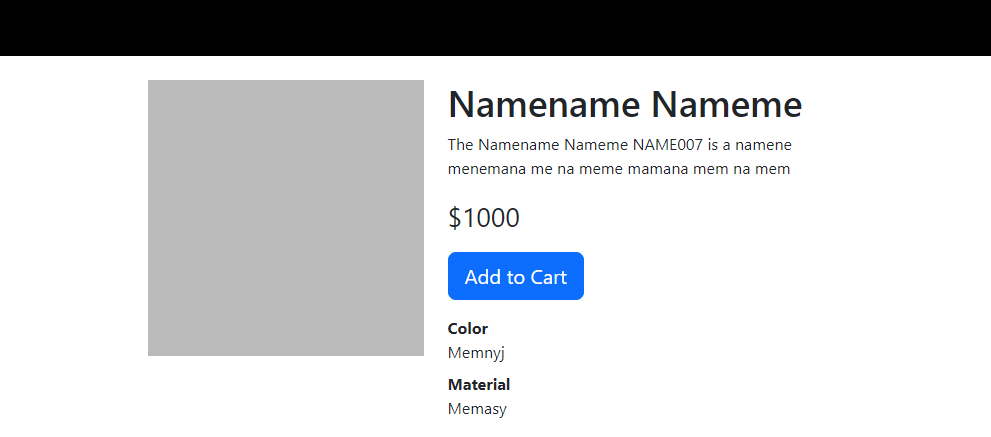 Namename Nameme
The Namename Nameme NAME007 is a namene
menemana me na meme mamana mem na mem
$1000
Add to Cart
Color
Memnyj
Material
Memasy